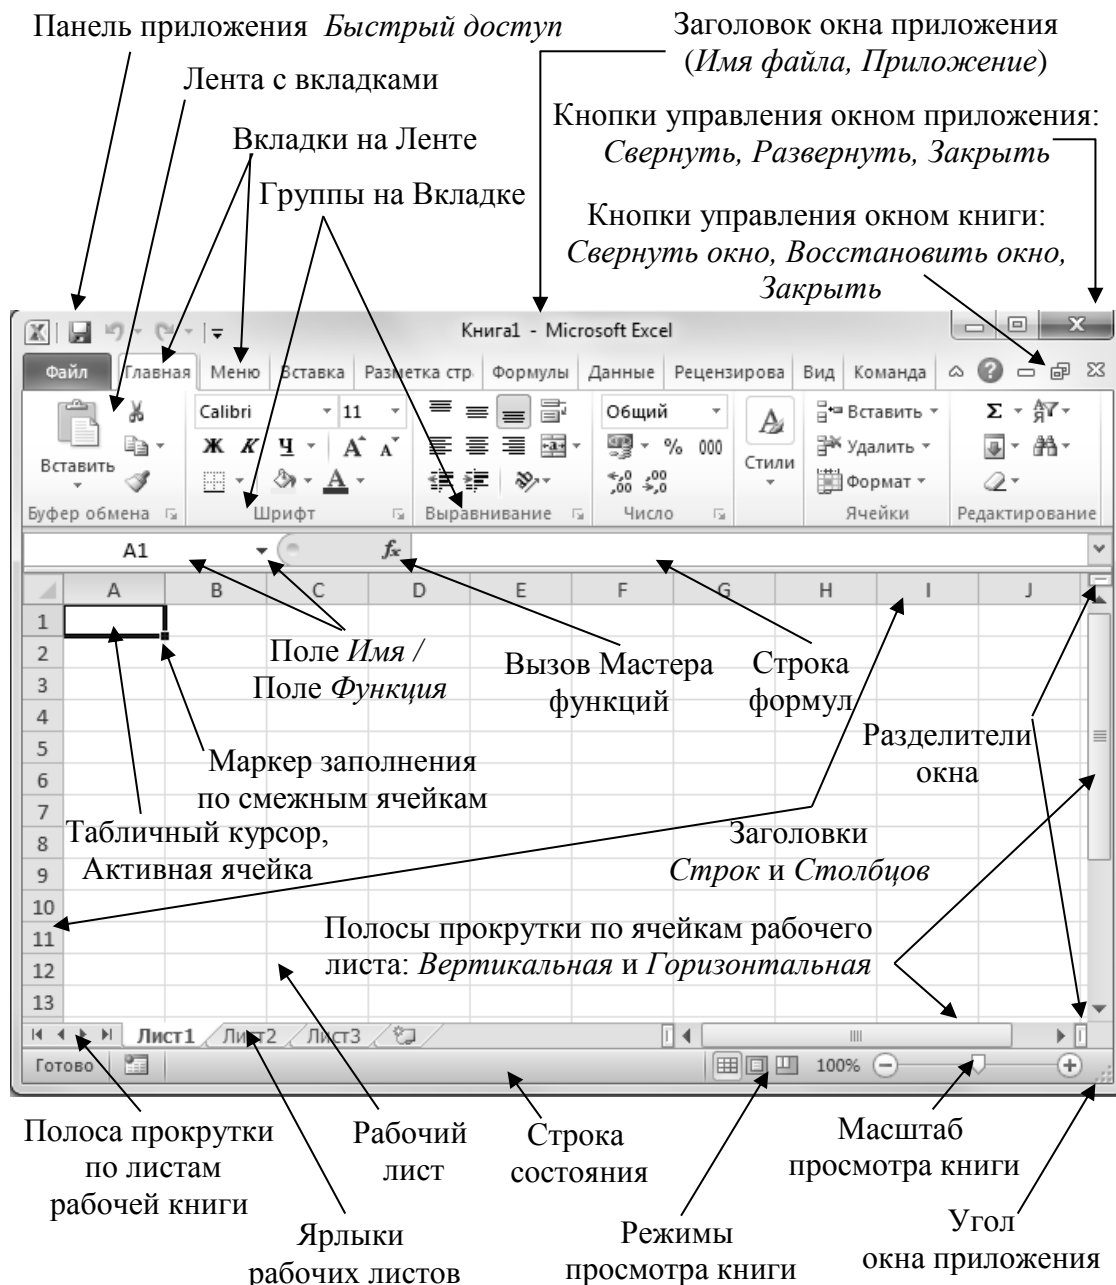 Панель приложения Быстрый доступ
Заголовок окна приложения
(Имя файла, Приложение)
Лента с вкладками
Кнопки управления окном приложения:
Свернуть, Развернуть, Закрыть
Вкладки на Ленте
Группы на Вкладке
Кнопки управления окном книги:
Свернуть окно, Восстановить окно,
Закрыть
Книга1 - Microsoft Excel
Файл Главная Меню Вставка Разметка стр Формулы Данные Рецензирова Вид Команда
Calibri 11 Общий Вставить Σ
Ж К Ч А А % 000 Удалить
Вставить Стили
А Формат
Буфер обмена Шрифт Выравнивание Число Ячейки Редактирование
A1 fx
A B C D E F G H I J
1
2
3
4
5
6
7
8
9
10
11
12
13
Поле Имя /
Поле Функция
Вызов Мастера
функций
Строка
формул
Разделители
окна
Маркер заполнения
по смежным ячейкам
Табличный курсор,
Активная ячейка
Заголовки
Строк и Столбцов
Полосы прокрутки по ячейкам рабочего
листа: Вертикальная и Горизонтальная
Лист1 Лист2 Лист3
Готово 100%
Полоса прокрутки
по листам
рабочей книги
Рабочий
лист
Строка
состояния
Масштаб
просмотра книги
Ярлыки
рабочих листов
Режимы
просмотра книги
Угол
окна приложения